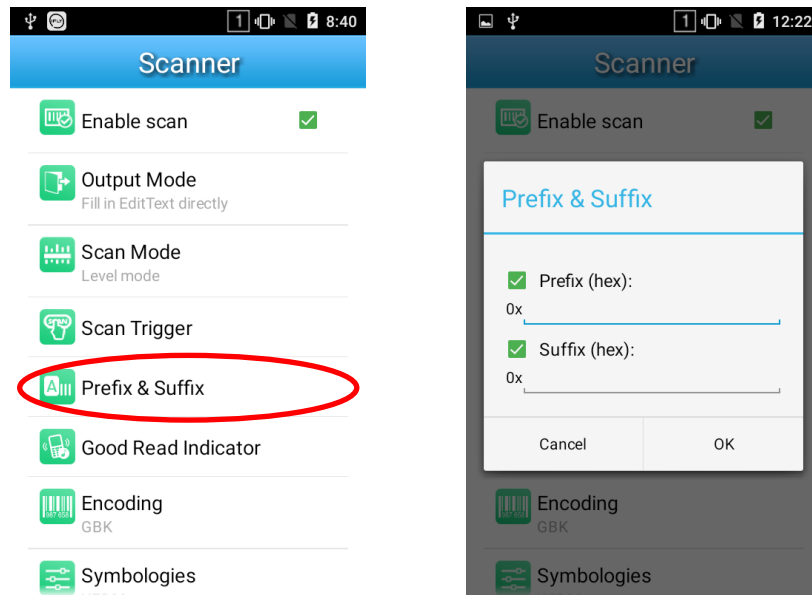 1
8:40
Scanner
Enable scan
Output Mode
Fill in EditText directly
Scan Mode
Level mode
SCAN
Scan Trigger
A
Prefix & Suffix
Good Read Indicator
Encoding
GBK
Symbologies
1
12:22
Scanner
Enable scan
Prefix & Suffix
Prefix (hex):
0x
Suffix (hex):
0x
Cancel
OK
Encoding
GBK
Symbologies